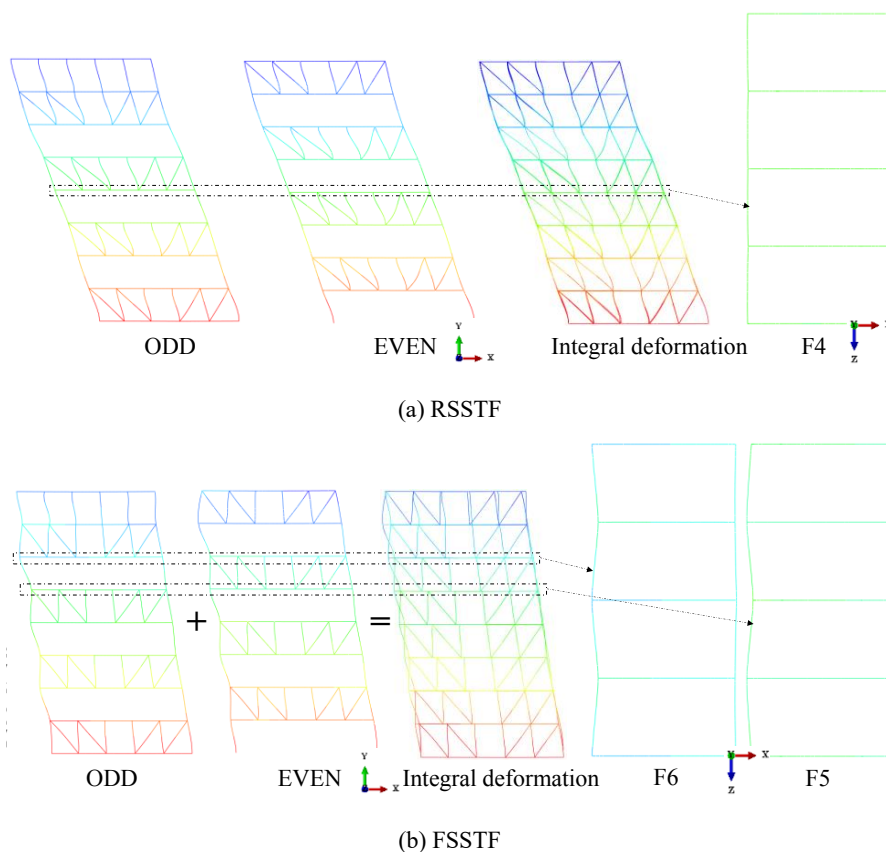 ODD
EVEN
Y
X
Integral deformation
F4
Z
(a) RSSTF
+
=
ODD
EVEN
Y
X
Integral deformation
F6
X
Z
F5
(b) FSSTF